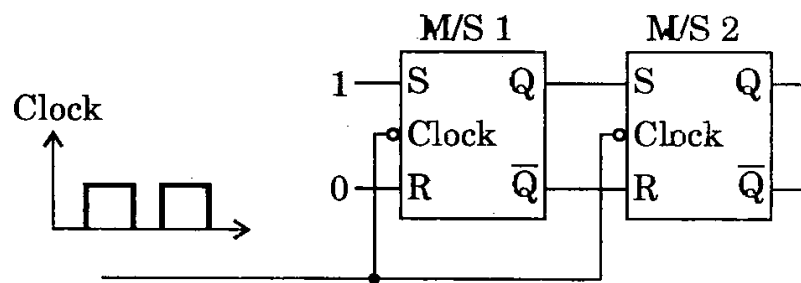 M/S 1 M/S 2
1 S Q S Q
Clock
Clock Clock
0 R Q̅ R Q̅